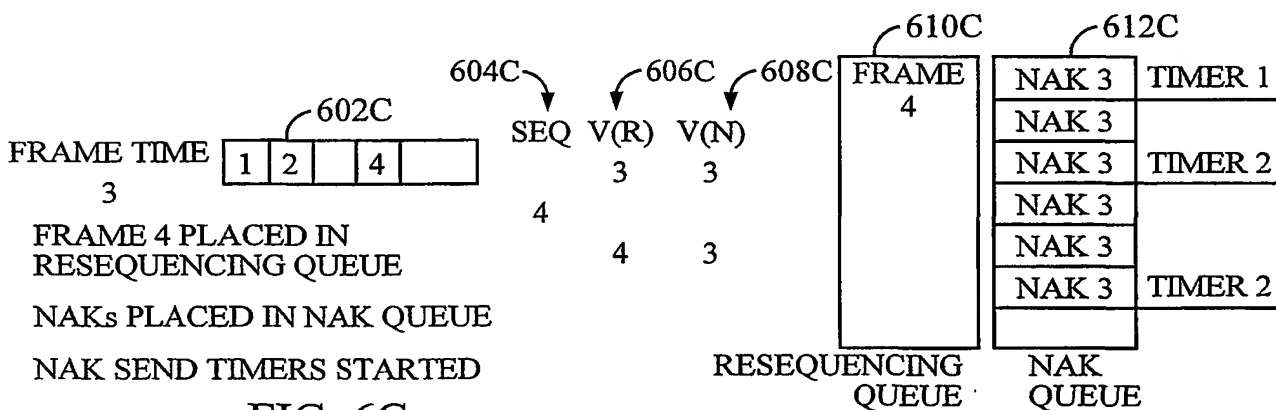 610C
612C
604C
606C
608C
FRAME
4
NAK 3 TIMER 1
NAK 3
NAK 3 TIMER 2
NAK 3
NAK 3
NAK 3 TIMER 2
602C
SEQ V(R) V(N)
FRAME TIME
3
1 2 4
3 3
4
4 3
FRAME 4 PLACED IN
RESEQUENCING QUEUE
NAKs PLACED IN NAK QUEUE
NAK SEND TIMERS STARTED
RESEQUENCING
QUEUE
NAK
QUEUE
FIG. 6C